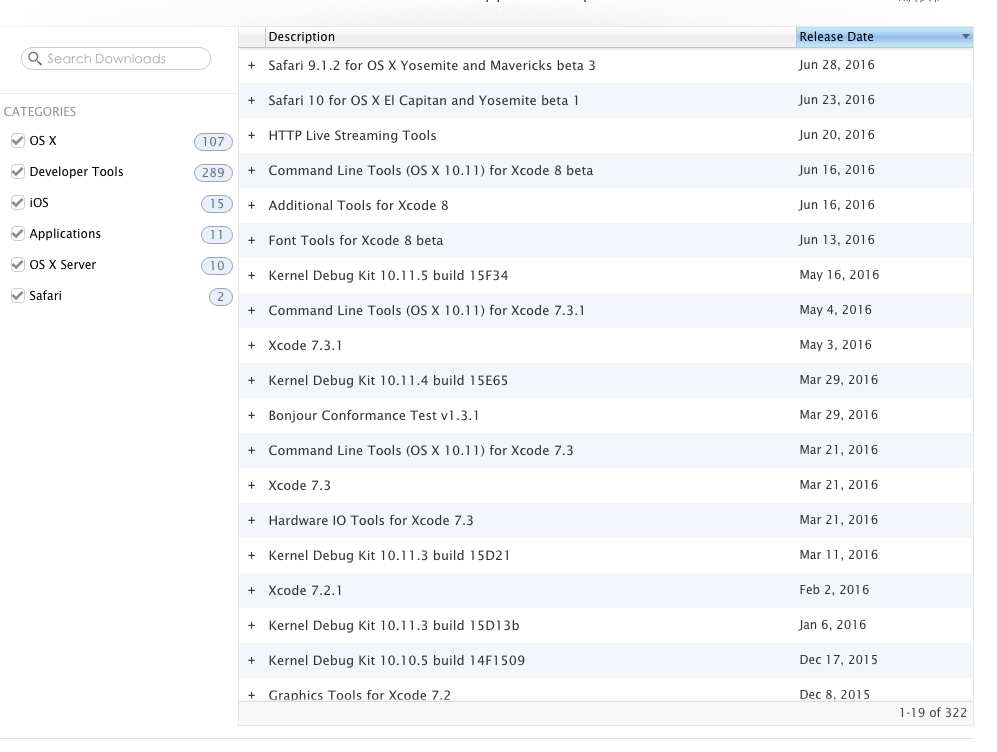 Description Release Date
Search Downloads
CATEGORIES
OS X 107
Developer Tools 289
iOS 15
Applications 11
OS X Server 10
Safari 2
+ Safari 9.1.2 for OS X Yosemite and Mavericks beta 3 Jun 28, 2016
+ Safari 10 for OS X El Capitan and Yosemite beta 1 Jun 23, 2016
+ HTTP Live Streaming Tools Jun 20, 2016
+ Command Line Tools (OS X 10.11) for Xcode 8 beta Jun 16, 2016
+ Additional Tools for Xcode 8 Jun 16, 2016
+ Font Tools for Xcode 8 beta Jun 13, 2016
+ Kernel Debug Kit 10.11.5 build 15F34 May 16, 2016
+ Command Line Tools (OS X 10.11) for Xcode 7.3.1 May 4, 2016
+ Xcode 7.3.1 May 3, 2016
+ Kernel Debug Kit 10.11.4 build 15E65 Mar 29, 2016
+ Bonjour Conformance Test v1.3.1 Mar 29, 2016
+ Command Line Tools (OS X 10.11) for Xcode 7.3 Mar 21, 2016
+ Xcode 7.3 Mar 21, 2016
+ Hardware IO Tools for Xcode 7.3 Mar 21, 2016
+ Kernel Debug Kit 10.11.3 build 15D21 Mar 11, 2016
+ Xcode 7.2.1 Feb 2, 2016
+ Kernel Debug Kit 10.11.3 build 15D13b Jan 6, 2016
+ Kernel Debug Kit 10.10.5 build 14F1509 Dec 17, 2015
+ Graphics Tools for Xcode 7.2 Dec 8, 2015
1-19 of 322